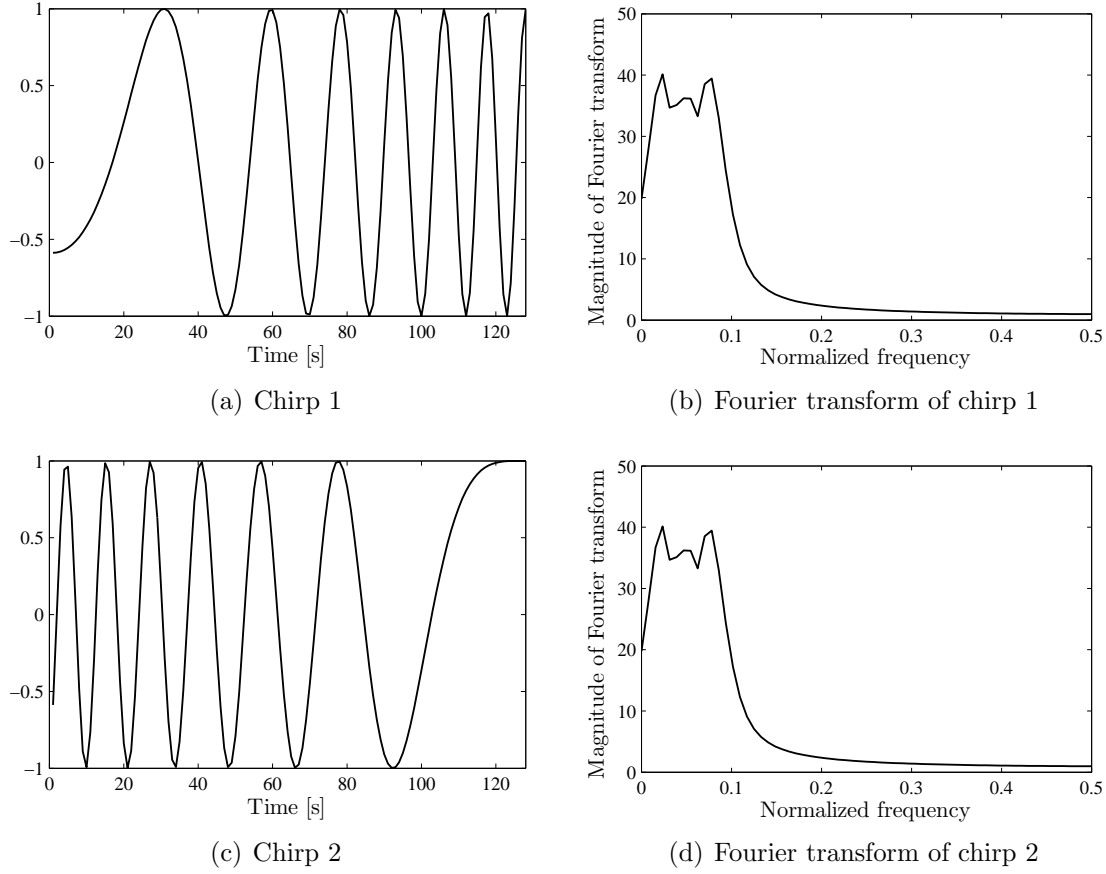 1
0.5
0
−0.5
−1
0 20 40 60 80 100 120
Time [s]
(a) Chirp 1
50
40
30
20
10
0
0 0.1 0.2 0.3 0.4 0.5
Magnitude of Fourier transform
Normalized frequency
(b) Fourier transform of chirp 1
1
0.5
0
−0.5
−1
0 20 40 60 80 100 120
Time [s]
(c) Chirp 2
50
40
30
20
10
0
0 0.1 0.2 0.3 0.4 0.5
Magnitude of Fourier transform
Normalized frequency
(d) Fourier transform of chirp 2